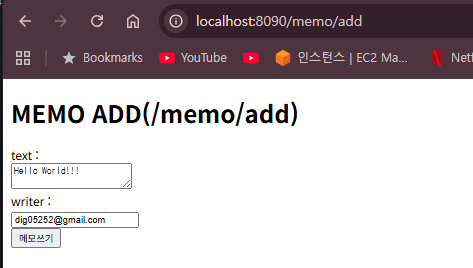 localhost:8090/memo/add
Bookmarks YouTube 인스턴스 | EC2 Ma... Netf
MEMO ADD(/memo/add)
text :
Hello World!!!
writer :
dig05252@gmail.com
메모쓰기